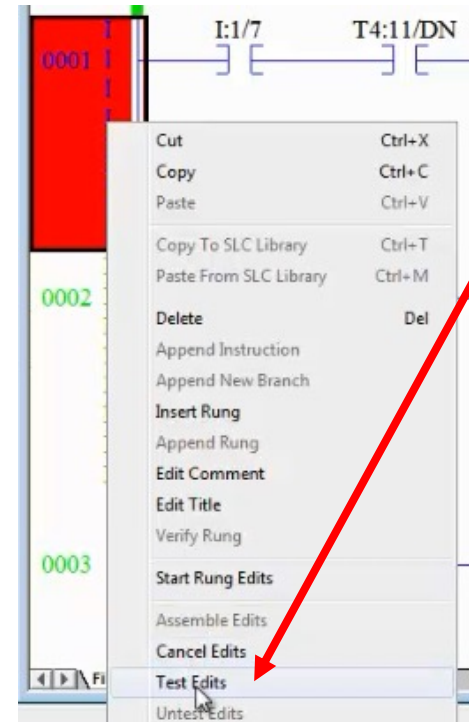 I:1/7 T4:11/DN
0001 I
I
I
I
Cut Ctrl+X
Copy Ctrl+C
Paste Ctrl+V
Copy To SLC Library Ctrl+T
Paste From SLC Library Ctrl+M
0002
Delete Del
Append Instruction
Append New Branch
Insert Rung
Append Rung
Edit Comment
Edit Title
Verify Rung
0003
Start Rung Edits
Assemble Edits
Cancel Edits
Fi
Test Edits
Untest Edits